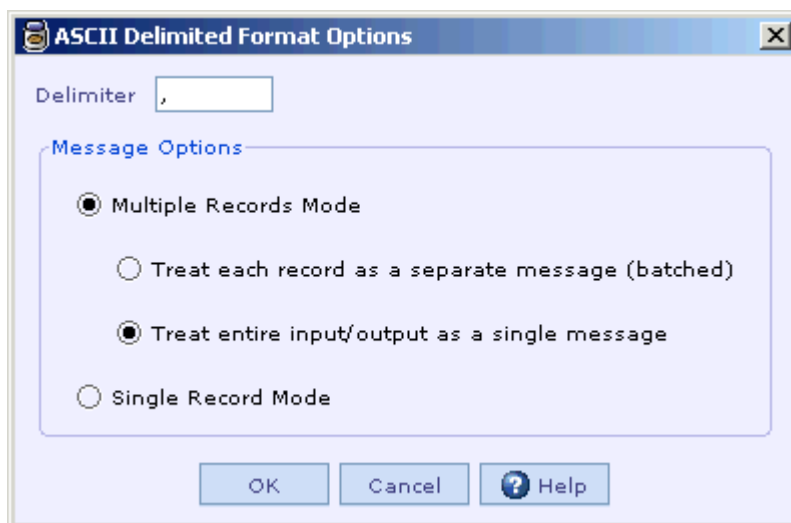 ASCII Delimited Format Options
Delimiter ,
Message Options
Multiple Records Mode
Treat each record as a separate message (batched)
Treat entire input/output as a single message
Single Record Mode
OK Cancel ? Help